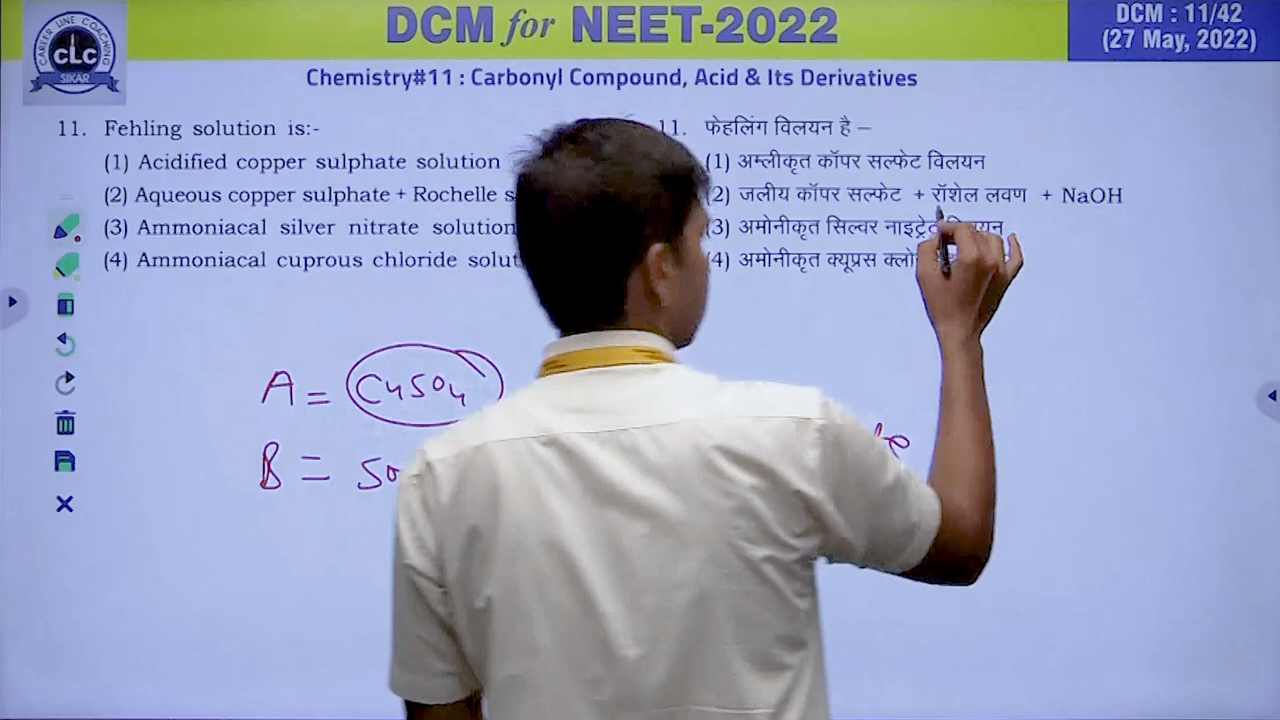 DCM for NEET-2022
DCM : 11/42
(27 May, 2022)
CAREER LINE COACHING
CLC
SIKAR
Chemistry#11 : Carbonyl Compound, Acid & Its Derivatives
11. Fehling solution is:-
(1) Acidified copper sulphate solution
(2) Aqueous copper sulphate + Rochelle
(3) Ammoniacal silver nitrate solution
(4) Ammoniacal cuprous chloride
11. फेहलिंग विलयन है –
(1) अम्लीकृत कॉपर सल्फेट विलयन
(2) जलीय कॉपर सल्फेट + रॉशेल लवण + NaOH
(3) अमोनीकृत सिल्वर
(4) अमोनीकृत क्यूप्रस
A = CuSO4
B =